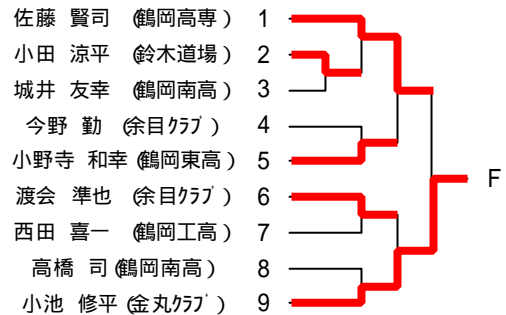 佐藤 賢司 (鶴岡高専) 1
小田 涼平 (鈴木道場) 2
城井 友幸 (鶴岡南高) 3
今野 勤 (余目ｸﾗﾌﾞ) 4
小野寺 和幸 (鶴岡東高) 5
渡会 準也 (余目ｸﾗﾌﾞ) 6
西田 喜一 (鶴岡工高) 7
高橋 司 (鶴岡南高) 8
小池 修平 (金丸ｸﾗﾌﾞ) 9
F